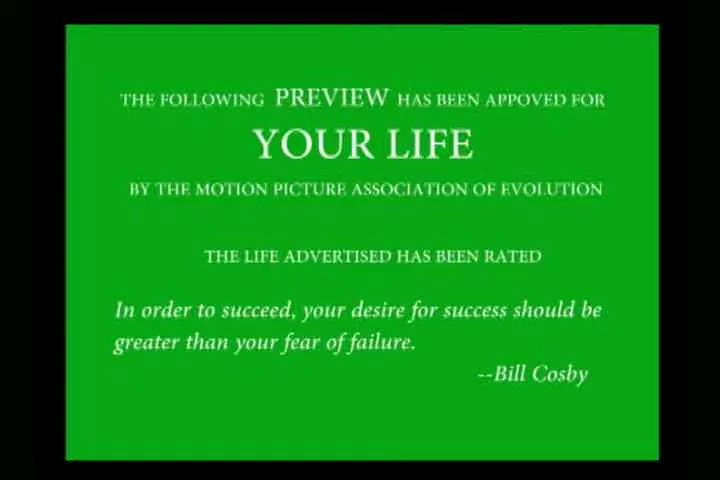 THE FOLLOWING PREVIEW HAS BEEN APPOVED FOR
YOUR LIFE
BY THE MOTION PICTURE ASSOCIATION OF EVOLUTION
THE LIFE ADVERTISED HAS BEEN RATED
In order to succeed, your desire for success should be
greater than your fear of failure.
--Bill Cosby